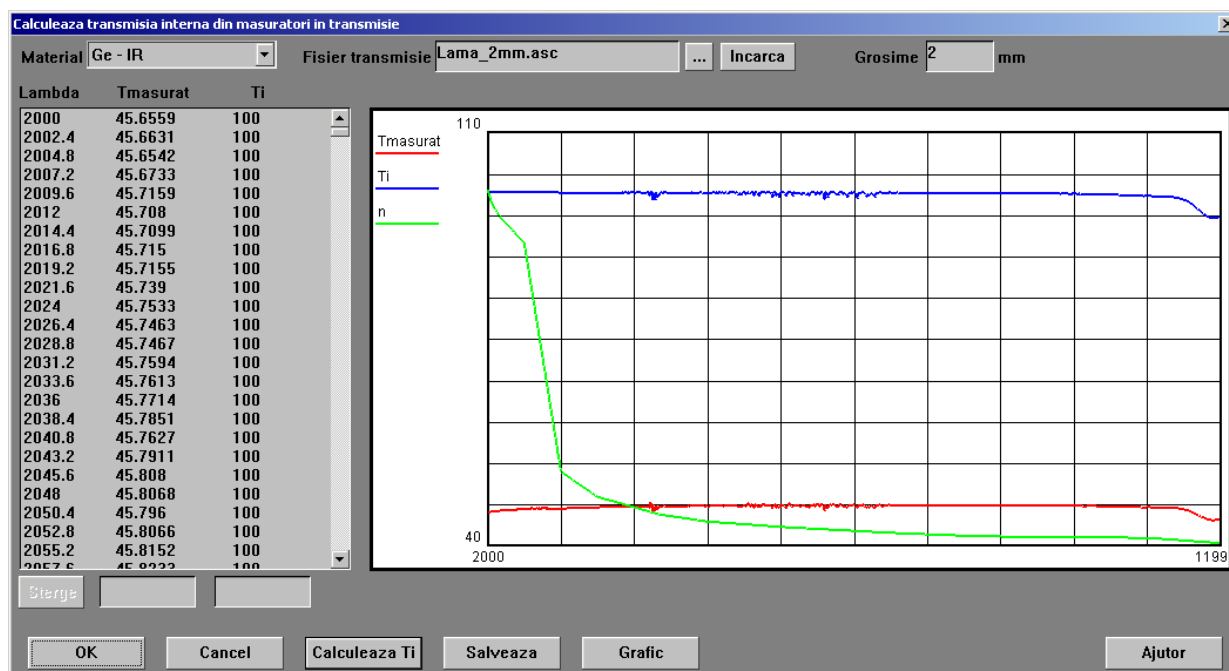 Calculeaza transmisia interna din masuratori in transmisie
Material Ge - IR Fisier transmisie Lama_2mm.asc ... Incarca Grosime 2 mm
Lambda Tmasurat Ti
2000 45.6559 100
2002.4 45.6631 100
2004.8 45.6542 100
2007.2 45.6733 100
2009.6 45.7159 100
2012 45.708 100
2014.4 45.7099 100
2016.8 45.715 100
2019.2 45.7155 100
2021.6 45.739 100
2024 45.7533 100
2026.4 45.7463 100
2028.8 45.7467 100
2031.2 45.7594 100
2033.6 45.7613 100
2036 45.7714 100
2038.4 45.7851 100
2040.8 45.7627 100
2043.2 45.7911 100
2045.6 45.808 100
2048 45.8068 100
2050.4 45.796 100
2052.8 45.8066 100
2055.2 45.8152 100
2057.6 45.8233 100
110
Tmasurat
Ti
n
40
2000 1199
Sterge
OK Cancel Calculeaza Ti Salveaza Grafic Ajutor